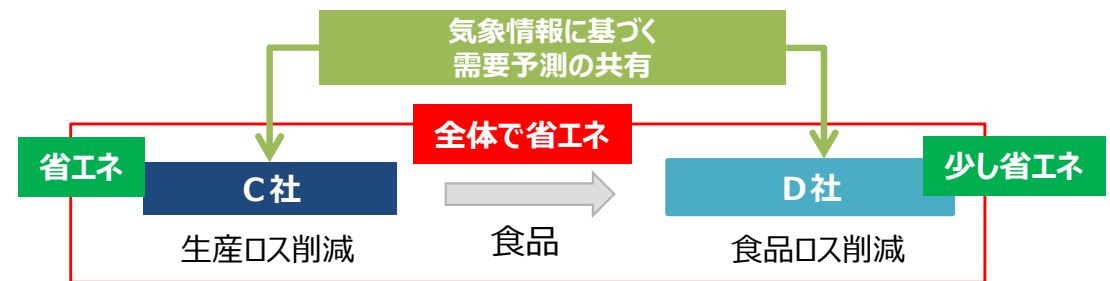 気象情報に基づく
需要予測の共有
全体で省エネ
省エネ
少し省エネ
C社
D社
生産ロス削減
食品
食品ロス削減